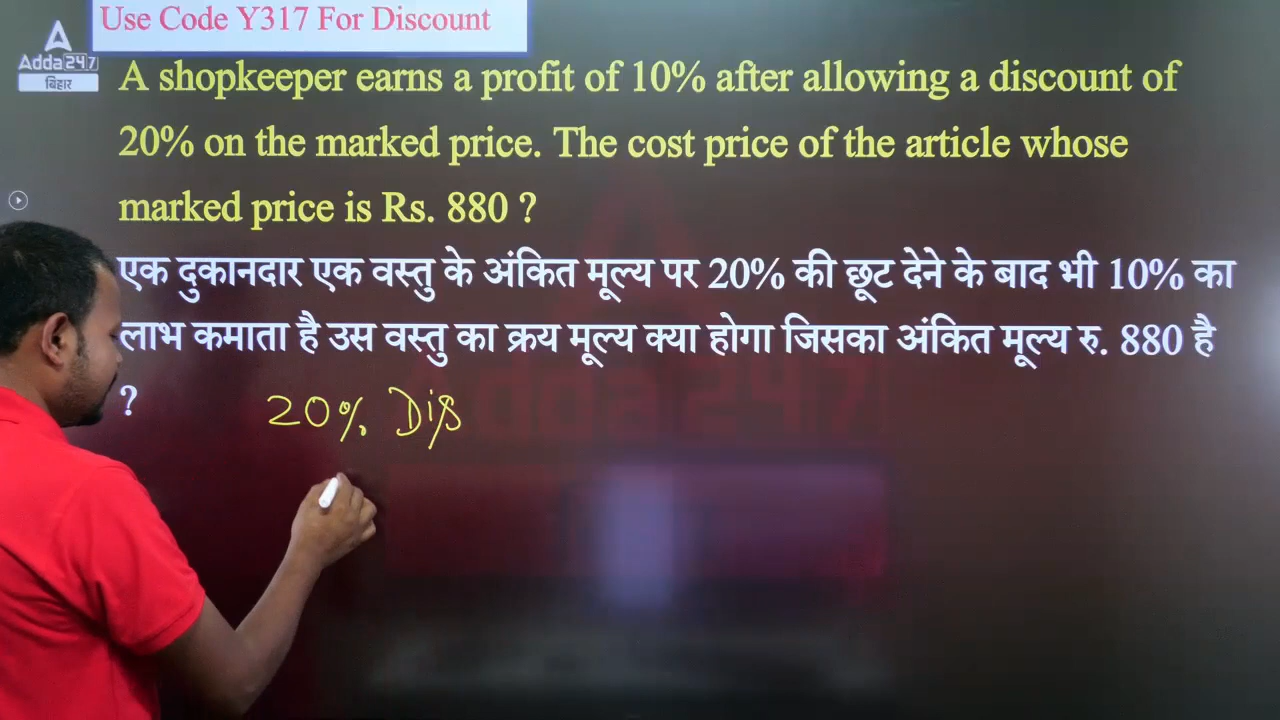 Use Code Y317 For Discount
Adda247
बिहार
A shopkeeper earns a profit of 10% after allowing a discount of
20% on the marked price. The cost price of the article whose
marked price is Rs. 880 ?
एक दुकानदार एक वस्तु के अंकित मूल्य पर 20% की छूट देने के बाद भी 10% का
लाभ कमाता है उस वस्तु का क्रय मूल्य क्या होगा जिसका अंकित मूल्य रु. 880 है
?
20% Dis
Adda247